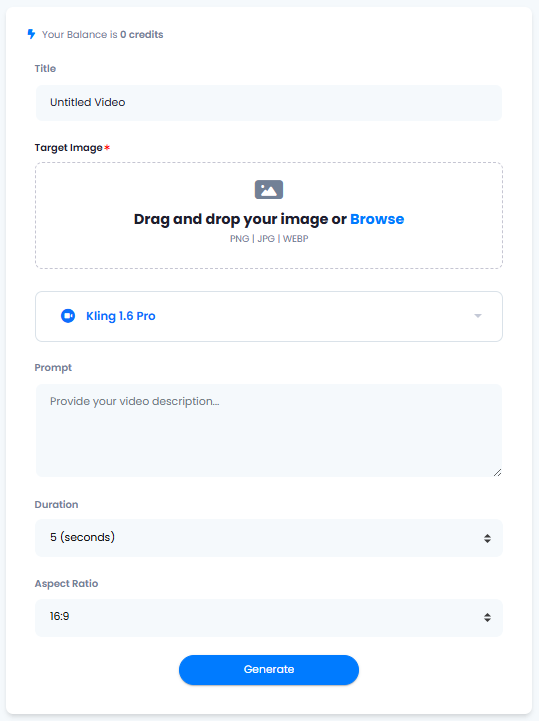 Your Balance is 0 credits
Title
Untitled Video
Target Image*
Drag and drop your image or Browse
PNG | JPG | WEBP
Kling 1.6 Pro
Prompt
Provide your video description...
Duration
5 (seconds)
Aspect Ratio
16:9
Generate